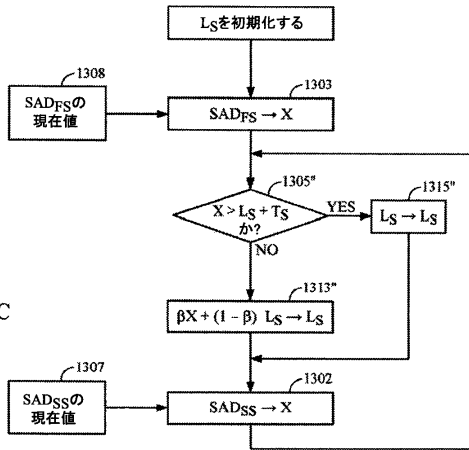 LSを初期化する
1308
SADFSの
現在値
1303
SADFS → X
1305"
X > LS + TS
か?
YES
1315"
LS → LS
NO
1313"
βX + (1 − β) LS → LS
C
1307
SADSSの
現在値
1302
SADSS → X